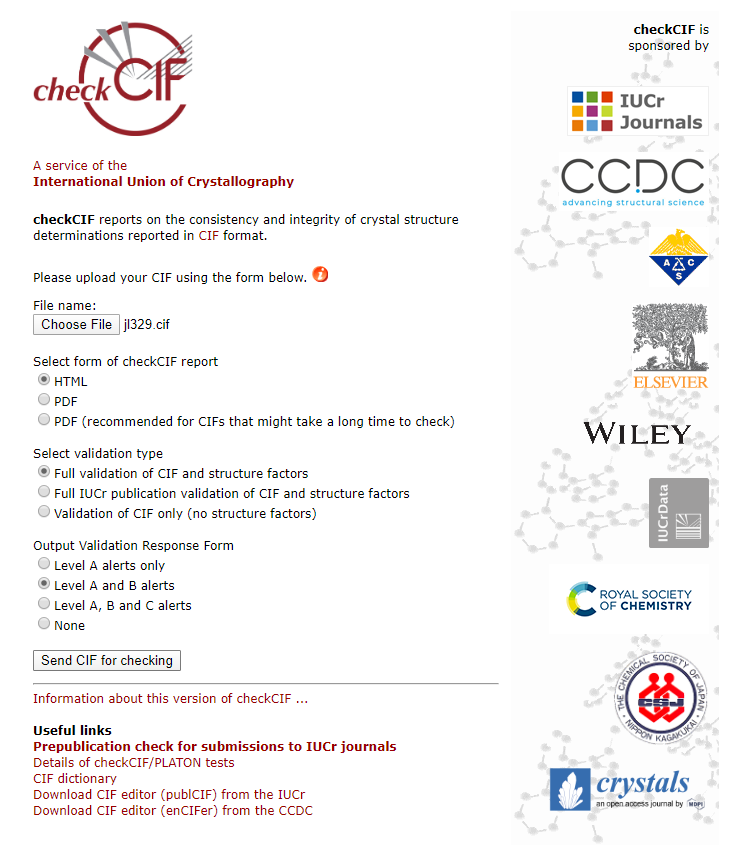 checkCIF
A service of the
International Union of Crystallography
checkCIF reports on the consistency and integrity of crystal structure
determinations reported in CIF format.
Please upload your CIF using the form below.
File name:
Choose File jl329.cif
Select form of checkCIF report
HTML
PDF
PDF (recommended for CIFs that might take a long time to check)
Select validation type
Full validation of CIF and structure factors
Full IUCr publication validation of CIF and structure factors
Validation of CIF only (no structure factors)
Output Validation Response Form
Level A alerts only
Level A and B alerts
Level A, B and C alerts
None
Send CIF for checking
Information about this version of checkCIF ...
Useful links
Prepublication check for submissions to IUCr journals
Details of checkCIF/PLATON tests
CIF dictionary
Download CIF editor (publCIF) from the IUCr
Download CIF editor (enCIFer) from the CCDC
checkCIF is
sponsored by
IUCr
Journals
CCDC
advancing structural science
A C S
ELSEVIER
WILEY
IUCrData
ROYAL SOCIETY
OF CHEMISTRY
THE CHEMICAL SOCIETY OF JAPAN
CSJ
NIPPON KAGAKUKAI
crystals
an open access journal by MDPI